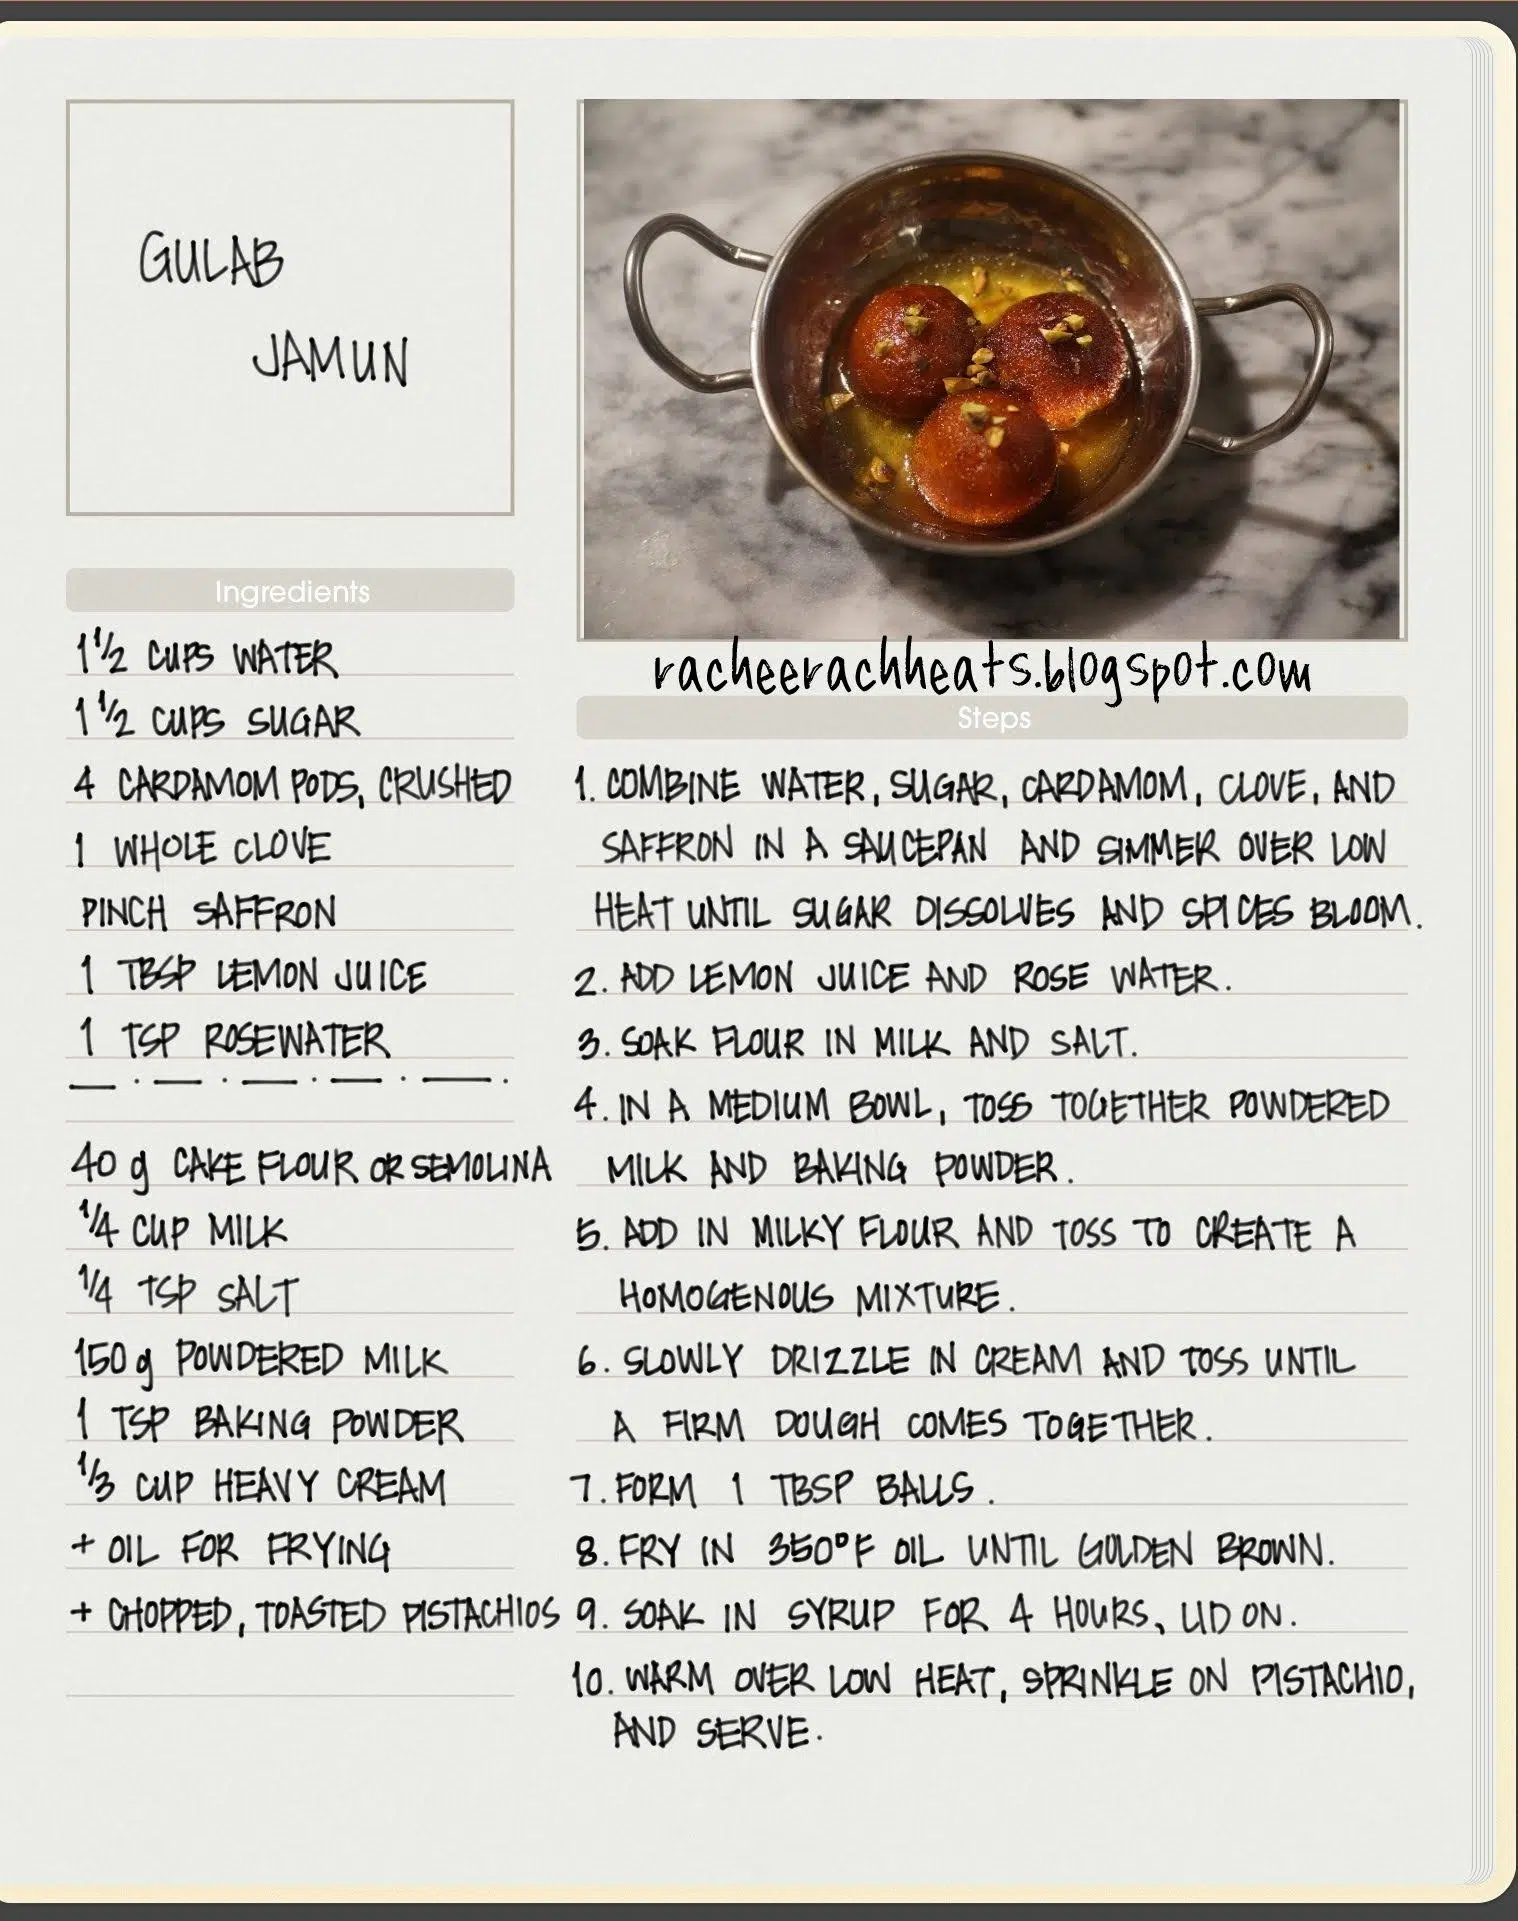 GULAB
JAMUN
Ingredients
1 1/2 CUPS WATER
1 1/2 CUPS SUGAR
4 CARDAMOM PODS, CRUSHED
1 WHOLE CLOVE
PINCH SAFFRON
1 TBSP LEMON JUICE
1 TSP ROSEWATER
40 g CAKE FLOUR OR SEMOLINA
1/4 CUP MILK
1/4 TSP SALT
150 g POWDERED MILK
1 TSP BAKING POWDER
1/3 CUP HEAVY CREAM
+ OIL FOR FRYING
+ CHOPPED, TOASTED PISTACHIOS
racheerachheats.blogspot.com
Steps
1. COMBINE WATER, SUGAR, CARDAMOM, CLOVE, AND
SAFFRON IN A SAUCEPAN AND SIMMER OVER LOW
HEAT UNTIL SUGAR DISSOLVES AND SPICES BLOOM.
2. ADD LEMON JUICE AND ROSE WATER.
3. SOAK FLOUR IN MILK AND SALT.
4. IN A MEDIUM BOWL, TOSS TOGETHER POWDERED
MILK AND BAKING POWDER.
5. ADD IN MILKY FLOUR AND TOSS TO CREATE A
HOMOGENOUS MIXTURE.
6. SLOWLY DRIZZLE IN CREAM AND TOSS UNTIL
A FIRM DOUGH COMES TOGETHER.
7. FORM 1 TBSP BALLS.
8. FRY IN 350°F OIL UNTIL GOLDEN BROWN.
9. SOAK IN SYRUP FOR 4 HOURS, LID ON.
10. WARM OVER LOW HEAT, SPRINKLE ON PISTACHIO,
AND SERVE.